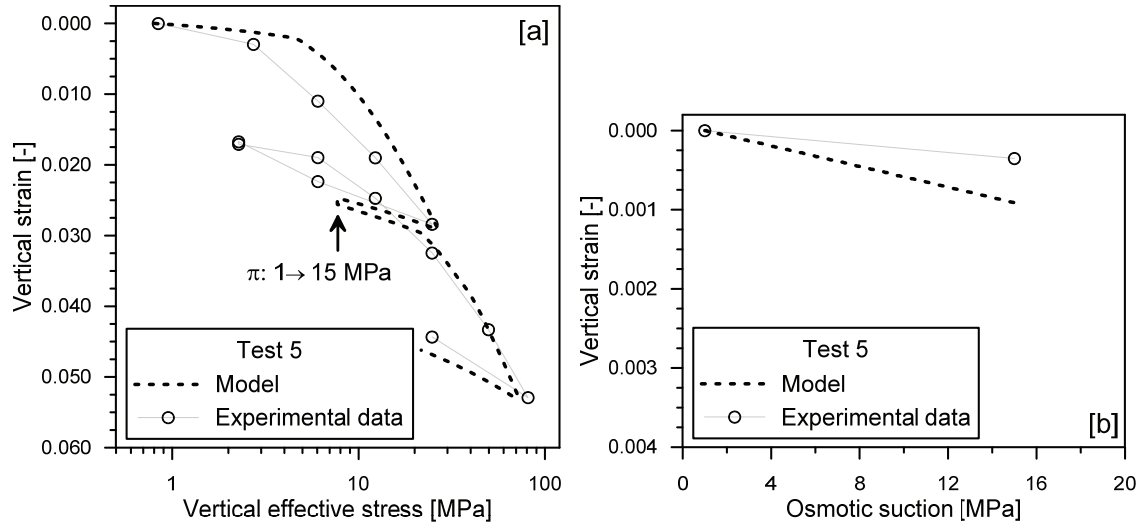 [a]
0.000
0.010
0.020
0.030
0.040
0.050
0.060
Vertical strain [-]
π: 1→ 15 MPa
Test 5
Model
Experimental data
1
10
100
Vertical effective stress [MPa]
0.000
0.001
0.002
0.003
0.004
Vertical strain [-]
Test 5
Model
Experimental data
[b]
0
4
8
12
16
20
Osmotic suction [MPa]